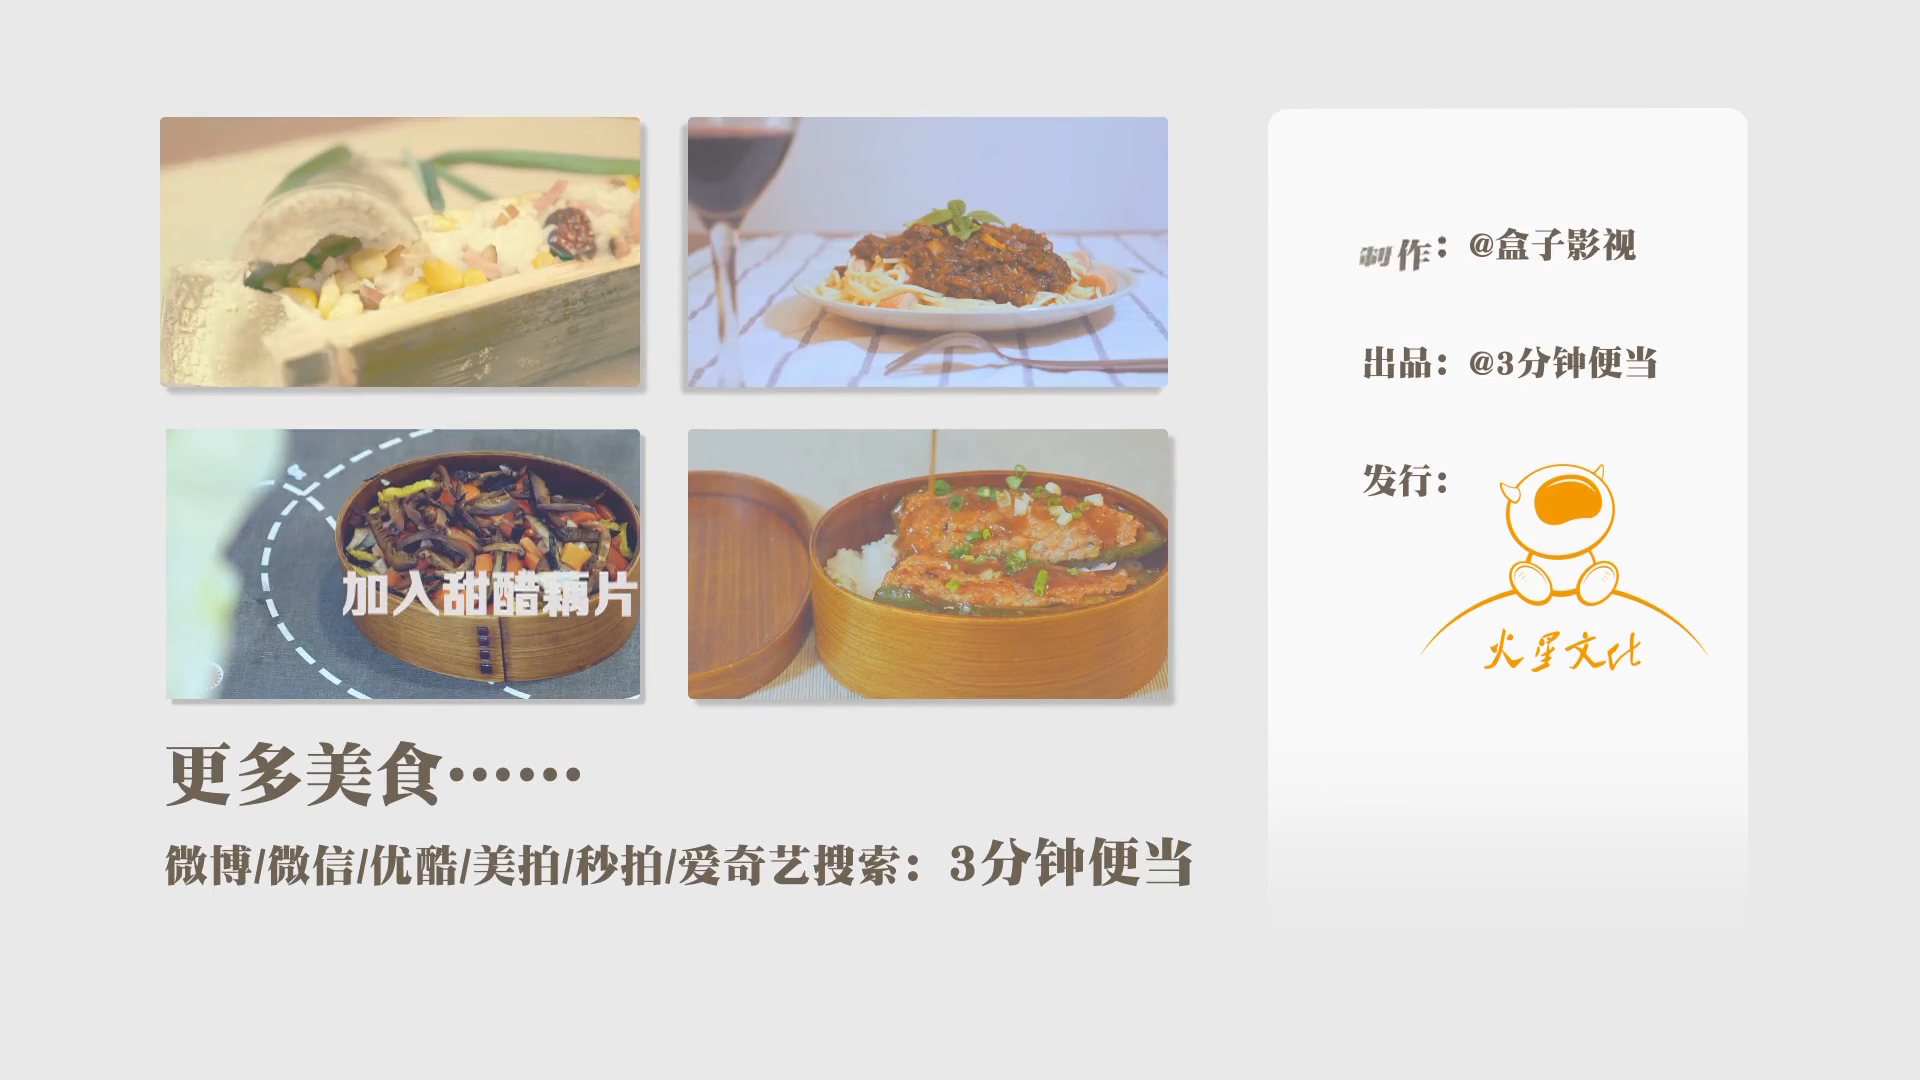 加入甜醋藕片
更多美食……
微博/微信/优酷/美拍/秒拍/爱奇艺搜索：3分钟便当
制作：@盒子影视
出品：@3分钟便当
发行：
火星文化